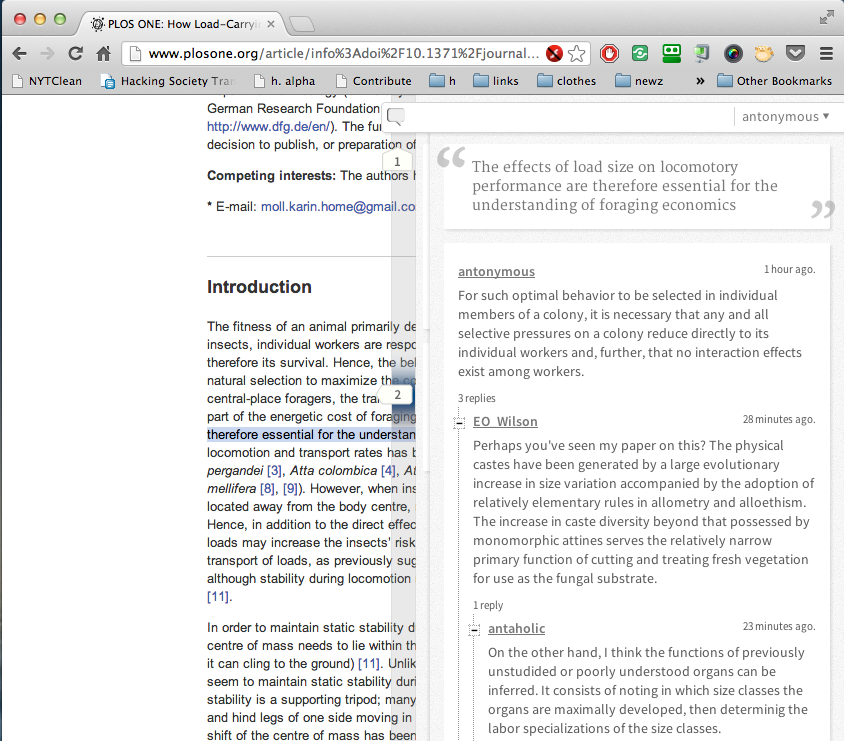 PLOS ONE: How Load-Carryi
www.plosone.org/article/info%3Adoi%2F10.1371%2Fjournal...
NYTClean
Hacking Society Tran
h. alpha
Contribute
h
links
clothes
newz
»
Other Bookmarks
German Research Foundation
http://www.dfg.de/en/). The fu
decision to publish, or preparation of
Competing interests: The authors h
* E-mail: moll.karin.home@gmail.co
Introduction
The fitness of an animal primarily de
insects, individual workers are respo
therefore its survival. Hence, the be
natural selection to maximize the co
central-place foragers, the tra
part of the energetic cost of foraging
therefore essential for the understan
locomotion and transport rates has b
pergandei [3], Atta colombica [4], At
mellifera [8], [9]). However, when ins
located away from the body centre,
Hence, in addition to the direct effec
loads may increase the insects' risk
transport of loads, as previously sug
although stability during locomotion
[11].
In order to maintain static stability d
centre of mass needs to lie within th
it can cling to the ground) [11]. Unlik
seem to maintain static stability duri
stability is a supporting tripod; many
and hind legs of one side moving in
shift of the centre of mass has been
1
2
anonymous ▾
“The effects of load size on locomotory
performance are therefore essential for the
understanding of foraging economics”
antonymous
1 hour ago.
For such optimal behavior to be selected in individual
members of a colony, it is necessary that any and all
selective pressures on a colony reduce directly to its
individual workers and, further, that no interaction effects
exist among workers.
3 replies
EO_Wilson
28 minutes ago.
Perhaps you've seen my paper on this? The physical
castes have been generated by a large evolutionary
increase in size variation accompanied by the adoption of
relatively elementary rules in allometry and alloethism.
The increase in caste diversity beyond that possessed by
monomorphic attines serves the relatively narrow
primary function of cutting and treating fresh vegetation
for use as the fungal substrate.
1 reply
antaholic
23 minutes ago.
On the other hand, I think the functions of previously
unstudided or poorly understood organs can be
inferred. It consists of noting in which size classes the
organs are maximally developed, then determinig the
labor specializations of the size classes.